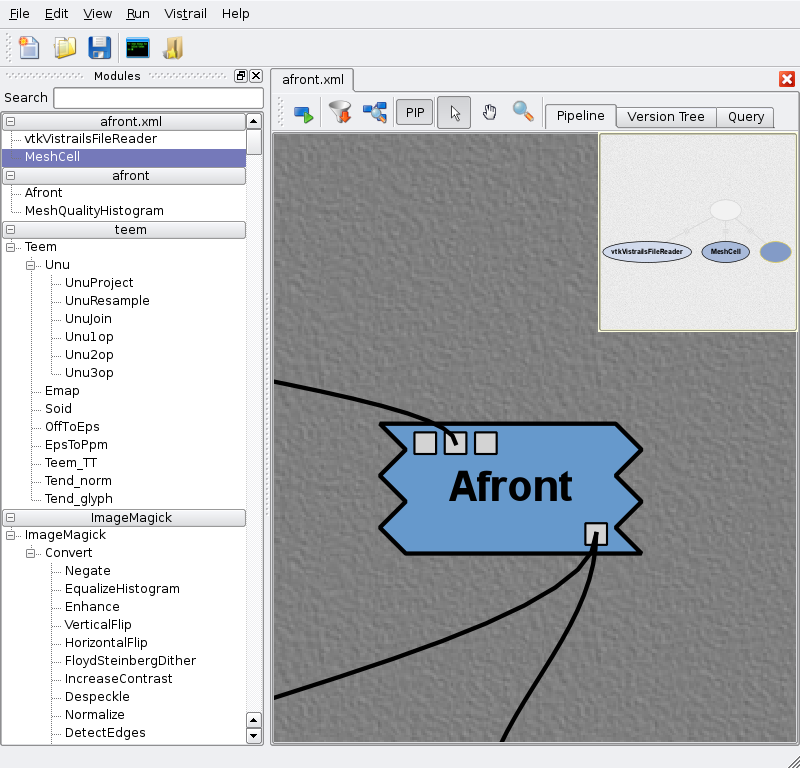 File Edit View Run Vistrail Help
Modules
Search
afront.xml
vtkVistrailsFileReader
MeshCell
afront
Afront
MeshQualityHistogram
teem
Teem
Unu
UnuProject
UnuResample
UnuJoin
Unu1op
Unu2op
Unu3op
Emap
Soid
OffToEps
EpsToPpm
Teem_TT
Tend_norm
Tend_glyph
ImageMagick
ImageMagick
Convert
Negate
EqualizeHistogram
Enhance
VerticalFlip
HorizontalFlip
FloydSteinbergDither
IncreaseContrast
Despeckle
Normalize
DetectEdges
afront.xml
PIP Pipeline Version Tree Query
vtkVistrailsFileReader MeshCell
Afront